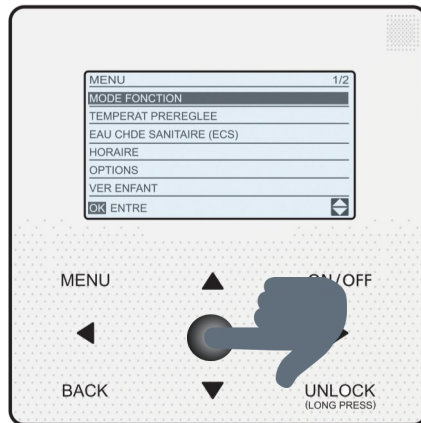 MENU 1/2
MODE FONCTION
TEMPERAT PREREGLEE
EAU CHDE SANITAIRE (ECS)
HORAIRE
OPTIONS
VER ENFANT
OK ENTRE
MENU ON/OFF
BACK UNLOCK
(LONG PRESS)